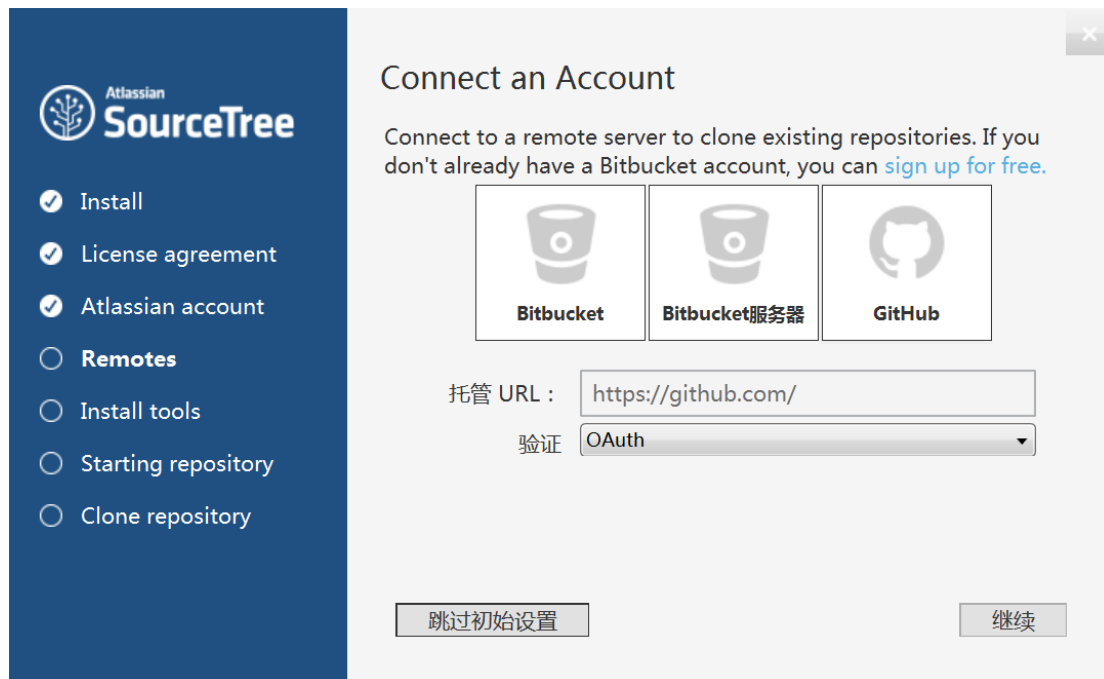 Atlassian
SourceTree
Install
License agreement
Atlassian account
Remotes
Install tools
Starting repository
Clone repository
Connect an Account
Connect to a remote server to clone existing repositories. If you
don't already have a Bitbucket account, you can sign up for free.
Bitbucket
Bitbucket服务器
GitHub
托管 URL：
https://github.com/
验证
OAuth
跳过初始设置
继续